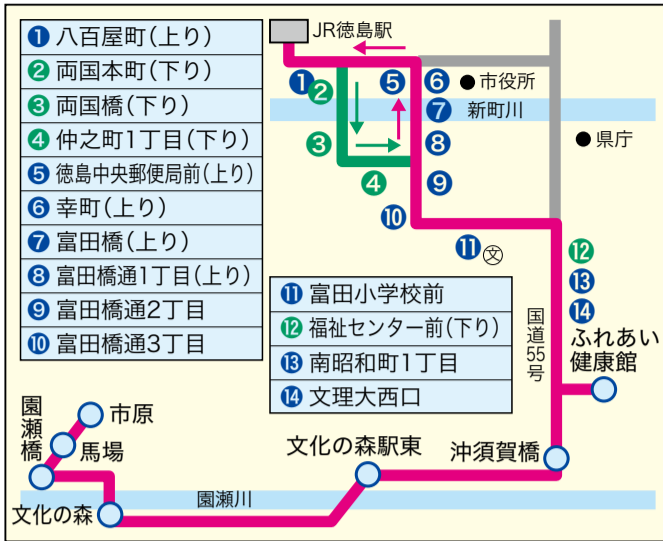 ❶ 八百屋町(上り)
❷ 両国本町(下り)
❸ 両国橋(下り)
❹ 仲之町1丁目(下り)
❺ 徳島中央郵便局前(上り)
❻ 幸町(上り)
❼ 富田橋(上り)
❽ 富田橋通1丁目(上り)
❾ 富田橋通2丁目
❿ 富田橋通3丁目
JR徳島駅
❶
❷
❺
❻
●市役所
❼
新町川
❸
❽
●県庁
❹
❾
❿
⓫
文
⓬
⓭
⓮
⓫ 富田小学校前
⓬ 福祉センター前(下り)
⓭ 南昭和町1丁目
⓮ 文理大西口
国道55号
ふれあい
健康館
園瀬橋
市原
馬場
文化の森駅東
沖須賀橋
園瀬川
文化の森